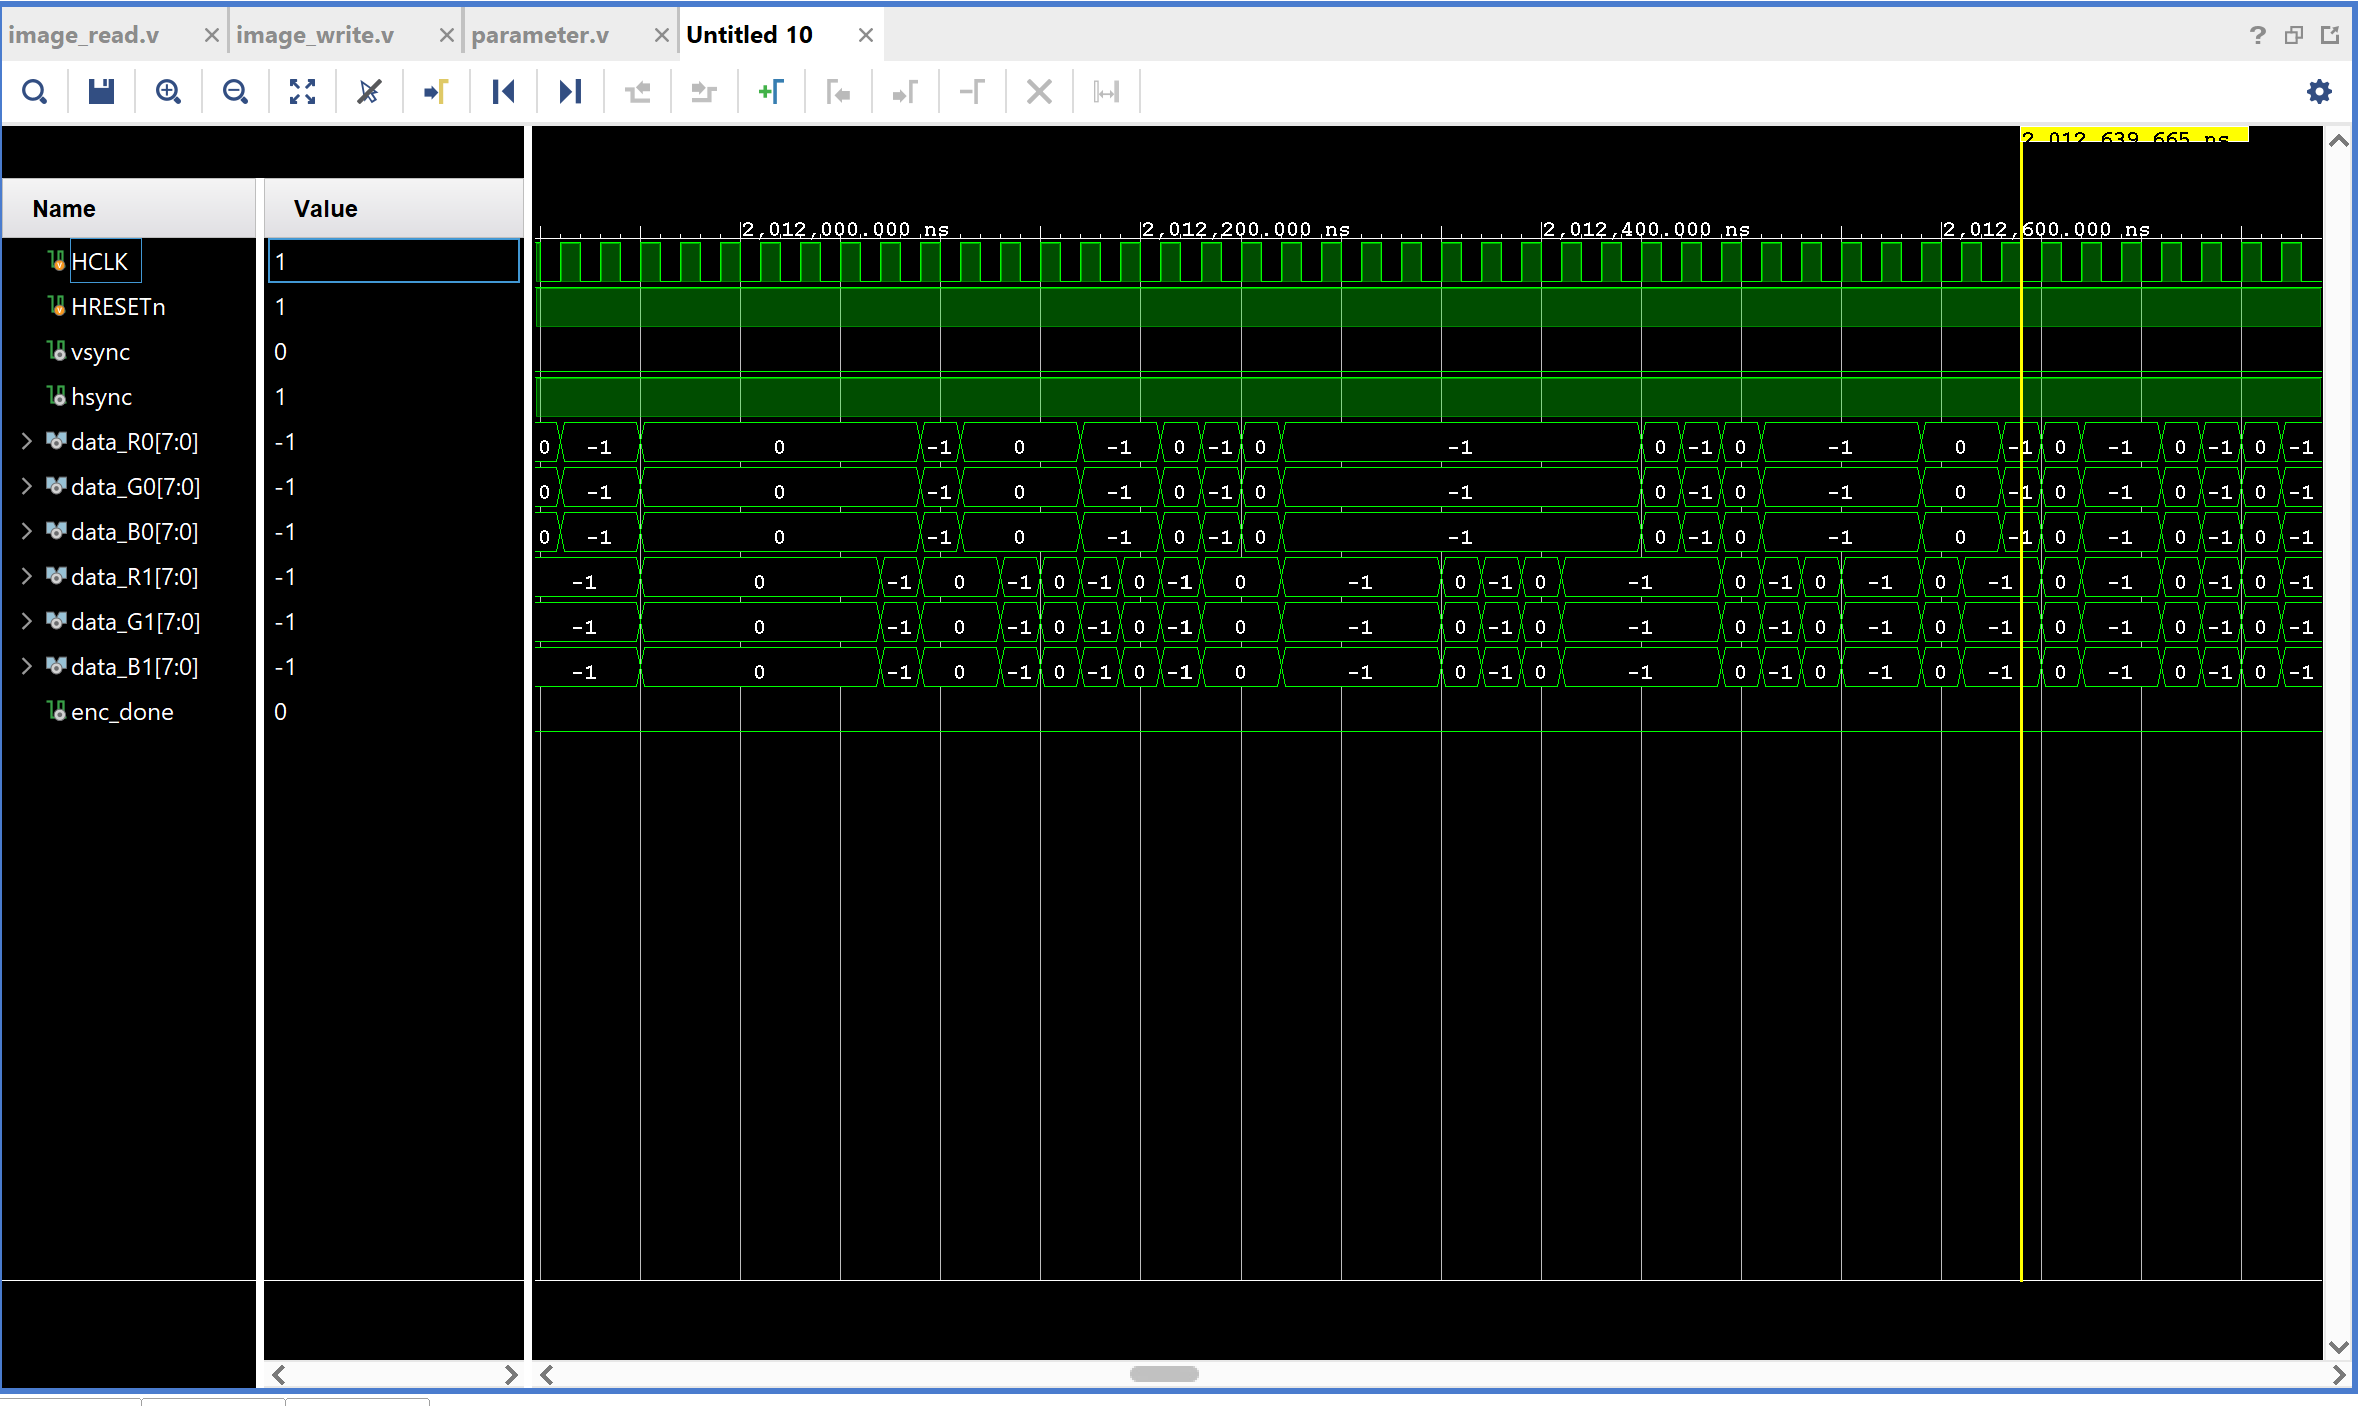 image_read.v × image_write.v × parameter.v × Untitled 10 × ?
2,012,639.665 ns
Name Value
2,012,000.000 ns 2,012,200.000 ns 2,012,400.000 ns 2,012,600.000 ns
HCLK 1
HRESETn 1
vsync 0
hsync 1
data_R0[7:0] -1 0 -1 0 -1 0 -1 0 -1 0 -1 0 -1 0 -1 0 -1 0 -1 0 -1 0 -1
data_G0[7:0] -1 0 -1 0 -1 0 -1 0 -1 0 -1 0 -1 0 -1 0 -1 0 -1 0 -1 0 -1
data_B0[7:0] -1 0 -1 0 -1 0 -1 0 -1 0 -1 0 -1 0 -1 0 -1 0 -1 0 -1 0 -1
data_R1[7:0] -1 -1 0 -1 0 -1 0 -1 0 -1 0 -1 0 -1 0 -1 0 -1 0 -1 0 -1 0 -1 0 -1 0 -1
data_G1[7:0] -1 -1 0 -1 0 -1 0 -1 0 -1 0 -1 0 -1 0 -1 0 -1 0 -1 0 -1 0 -1 0 -1 0 -1
data_B1[7:0] -1 -1 0 -1 0 -1 0 -1 0 -1 0 -1 0 -1 0 -1 0 -1 0 -1 0 -1 0 -1 0 -1 0 -1
enc_done 0